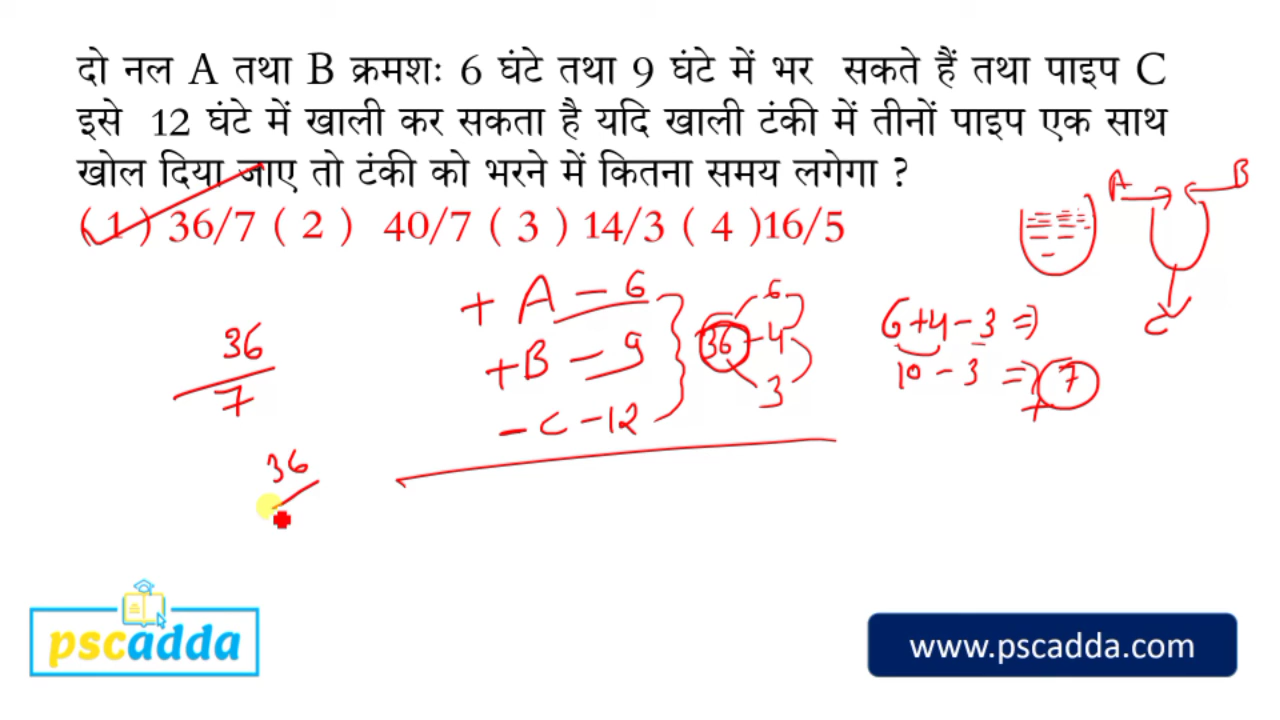 दो नल A तथा B क्रमशः 6 घंटे तथा 9 घंटे में भर सकते हैं तथा पाइप C
इसे 12 घंटे में खाली कर सकता है यदि खाली टंकी में तीनों पाइप एक साथ
खोल दिया जाए तो टंकी को भरने में कितना समय लगेगा ?
( 1 ) 36/7 ( 2 ) 40/7 ( 3 ) 14/3 ( 4 )16/5
A B
C
+ A - 6
+B - 9
- C - 12
36 6
4
3
6+4-3 ⇒
10-3 ⇒ 7
+
36
7
36
pscadda
www.pscadda.com